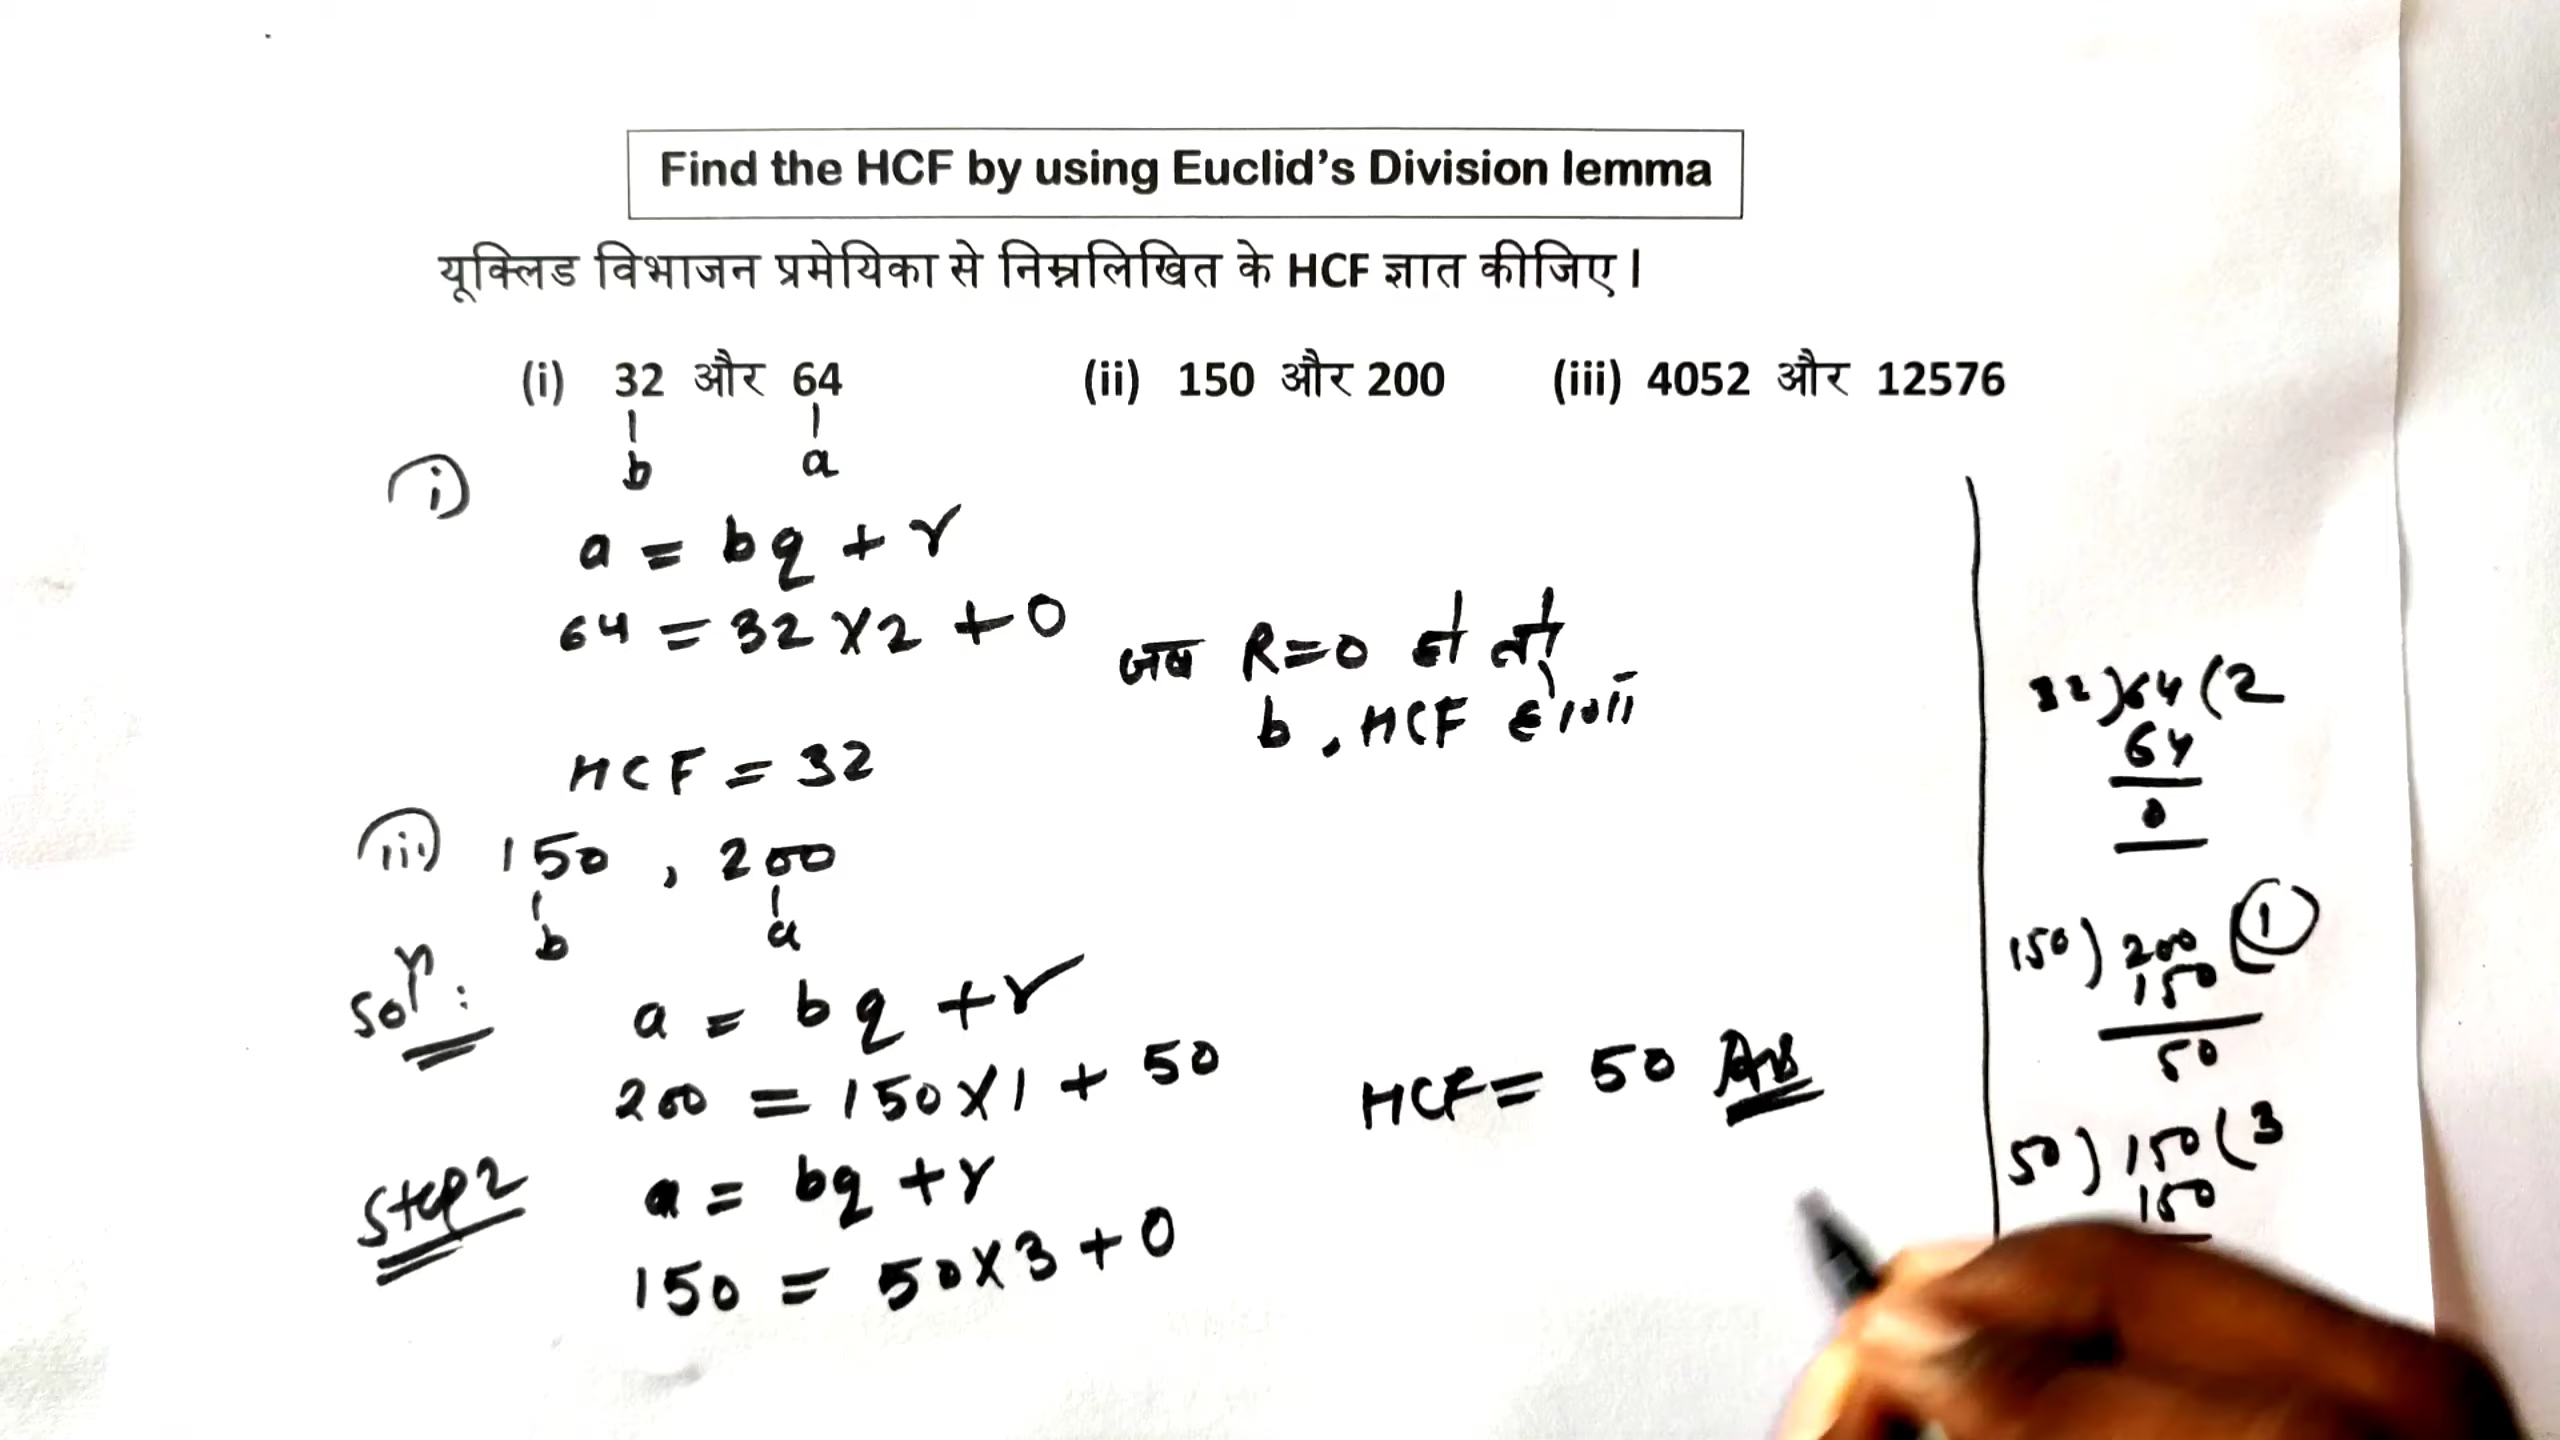 Find the HCF by using Euclid's Division lemma
यूक्लिड विभाजन प्रमेयिका से निम्नलिखित के HCF ज्ञात कीजिए।
(i) 32 और 64 (ii) 150 और 200 (iii) 4052 और 12576
b a
i)
a = bq + r
64 = 32 X 2 + 0
जब R=0 हो तो
b, HCF होगा
HCF = 32
ii) 150, 200
b a
Solⁿ:
a = bq + r
200 = 150 X 1 + 50
HCF = 50 Ans
Step 2
a = bq + r
150 = 50 X 3 + 0
32 ) 64 ( 2
64
0
150 ) 200 ( 1
150
50
50 ) 150 ( 3
150